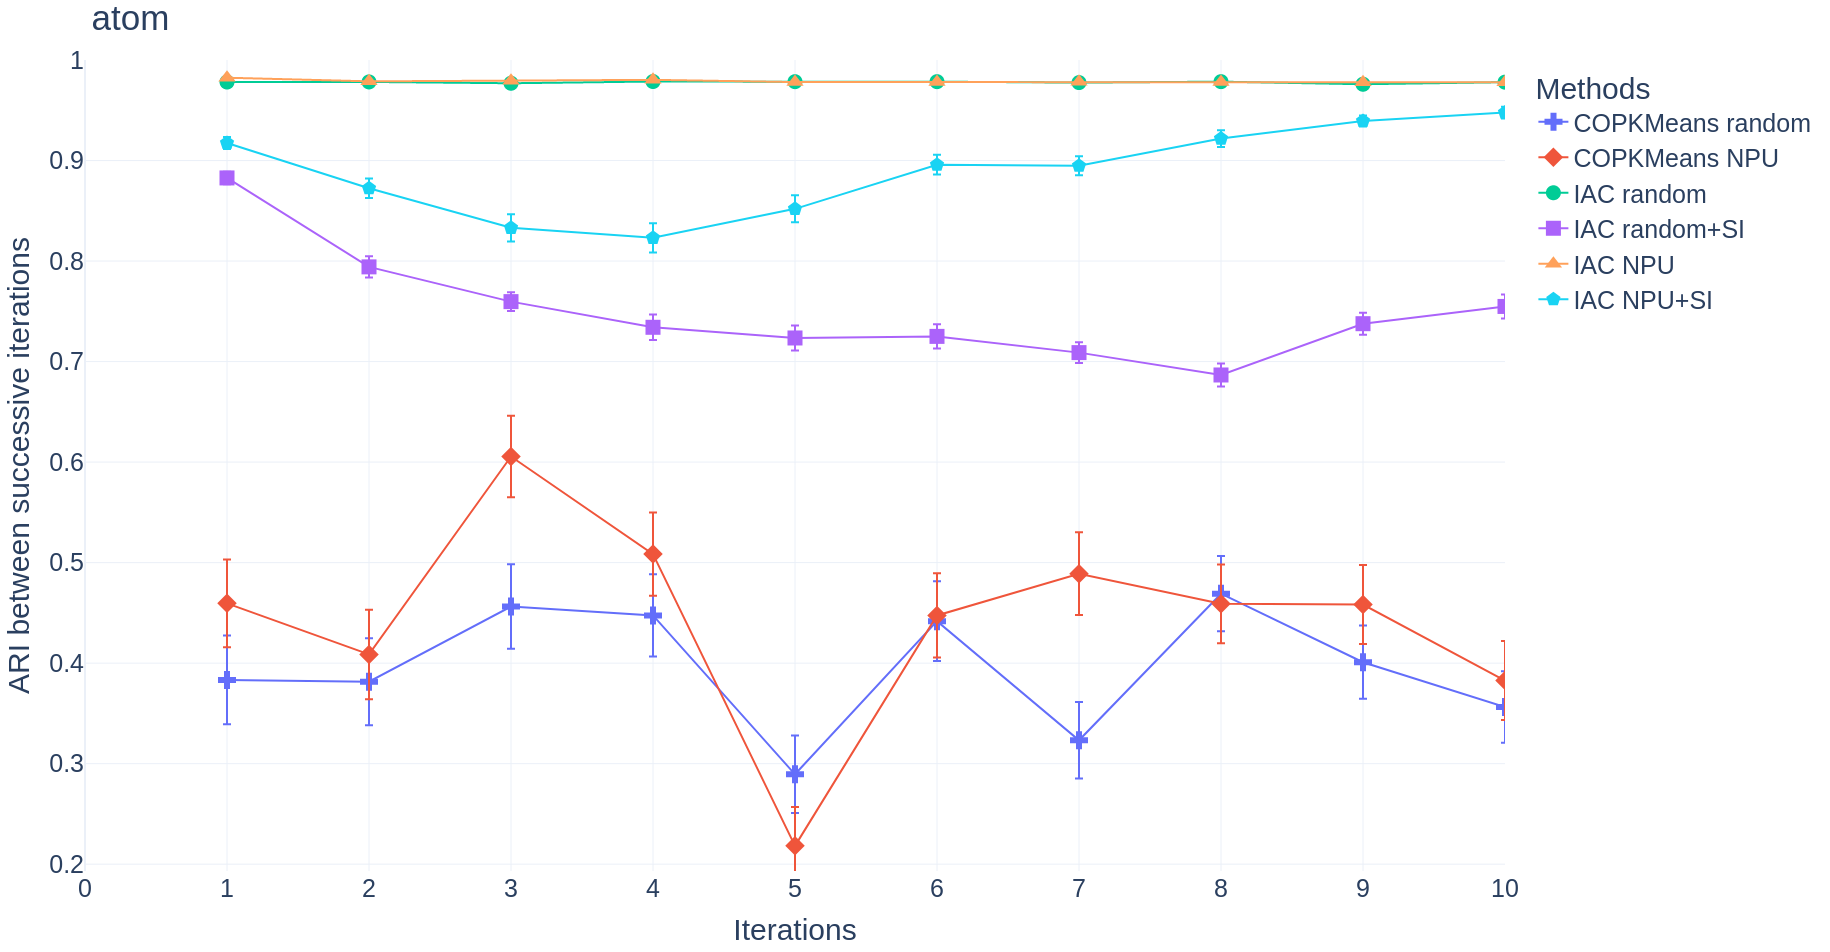 atom
ARI between successive iterations
1
0.9
0.8
0.7
0.6
0.5
0.4
0.3
0.2
0 1 2 3 4 5 6 7 8 9 10
Iterations
Methods
COPKMeans random
COPKMeans NPU
IAC random
IAC random+SI
IAC NPU
IAC NPU+SI